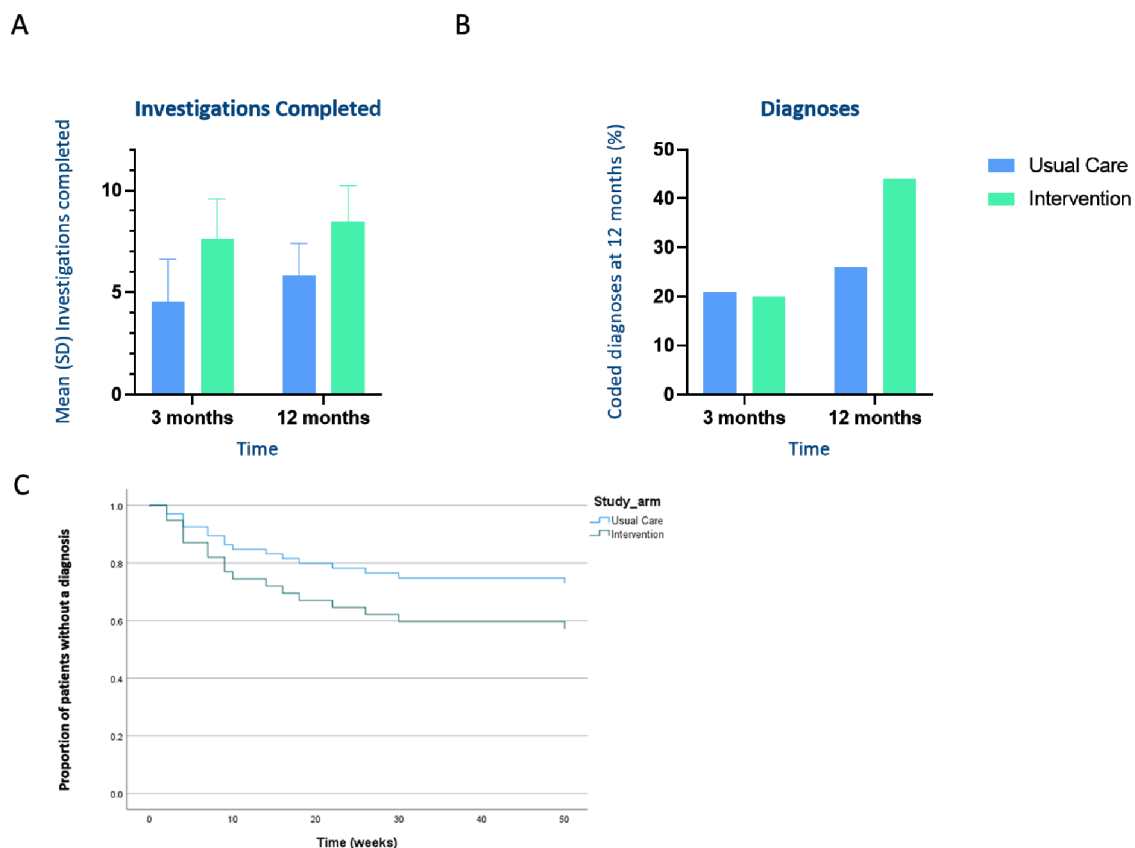 A
B
Investigations Completed
Mean (SD) Investigations completed
10
5
0
3 months
12 months
Time
Diagnoses
Coded diagnoses at 12 months (%)
50
40
30
20
10
0
3 months
12 months
Time
Usual Care
Intervention
C
Proportion of patients without a diagnosis
1.0
0.8
0.6
0.4
0.2
0.0
0
10
20
30
40
50
Time (weeks)
Study_arm
Usual Care
Intervention